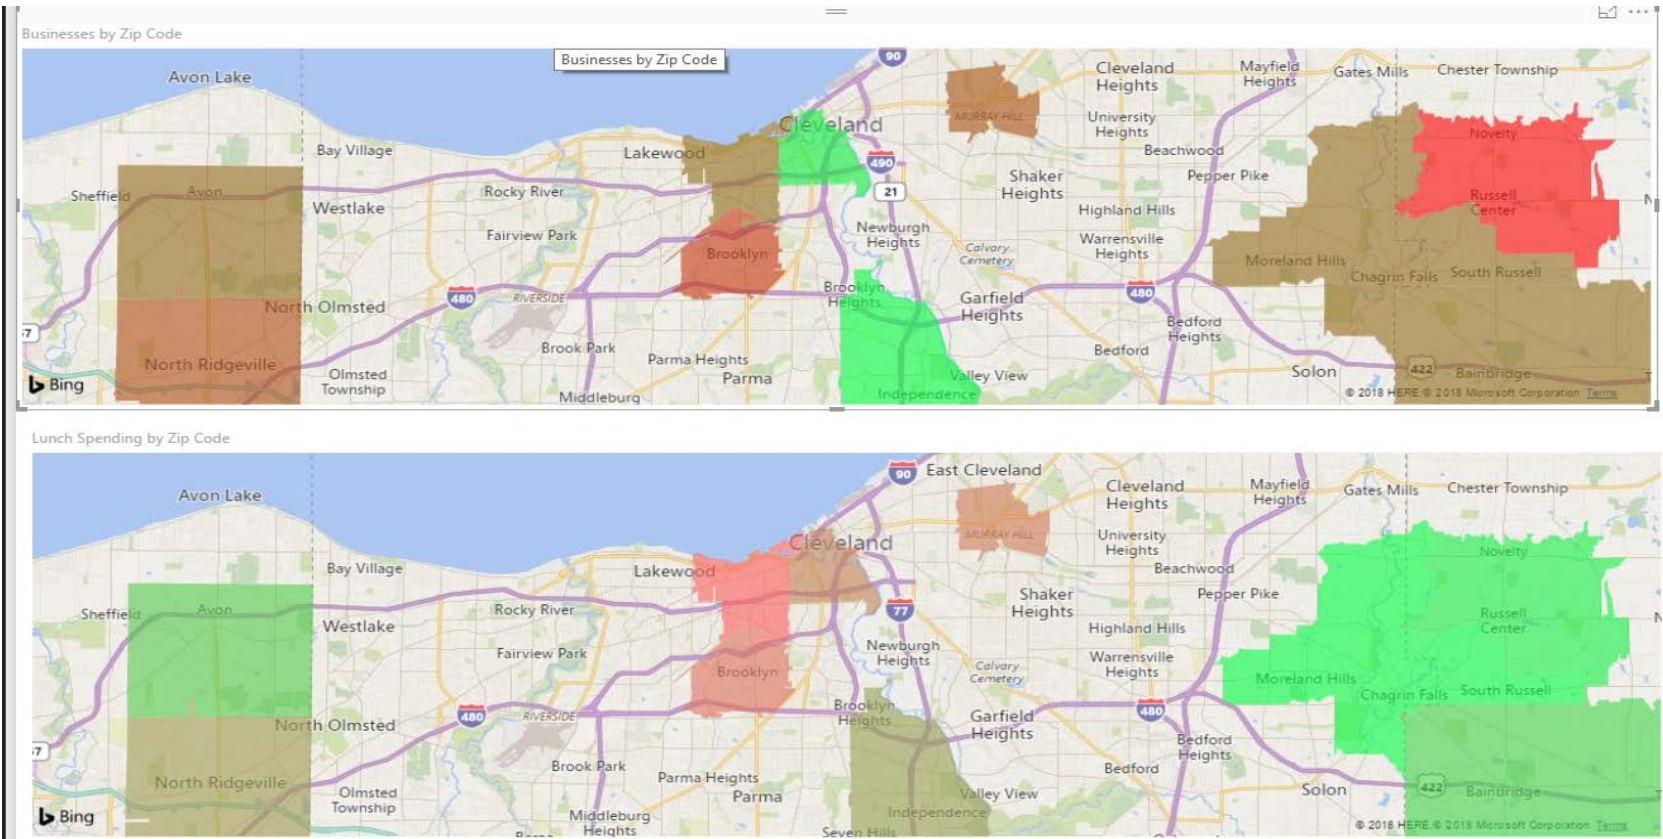 Businesses by Zip Code
Businesses by Zip Code
90
Avon Lake
Cleveland
Heights
Mayfield
Heights
Gates Mills
Chester Township
MURRAY HILL
Cleveland
University
Heights
Novelty
Bay Village
Lakewood
490
Beachwood
Sheffield
Avon
Rocky River
21
Shaker
Heights
Pepper Pike
Russell
Center
N
Westlake
Highland Hills
Fairview Park
Newburgh
Heights
Calvary
Cemetery
Warrensville
Heights
Brooklyn
Moreland Hills
Chagrin Falls
South Russell
North Olmsted
480
RIVERSIDE
Brooklyn
Heights
Garfield
Heights
480
Bedford
Heights
Brook Park
Parma Heights
Bedford
North Ridgeville
Olmsted
Township
Parma
Valley View
Solon
422
Bainbridge
Bing
Middleburg
Independence
© 2018 HERE, © 2018 Microsoft Corporation Terms
Lunch Spending by Zip Code
90
East Cleveland
Avon Lake
Cleveland
Heights
Mayfield
Heights
Gates Mills
Chester Township
MURRAY HILL
Cleveland
University
Heights
Novelty
Bay Village
Lakewood
Beachwood
Sheffield
Avon
Rocky River
77
Shaker
Heights
Pepper Pike
Russell
Center
N
Westlake
Highland Hills
Fairview Park
Newburgh
Heights
Calvary
Cemetery
Warrensville
Heights
Brooklyn
Moreland Hills
Chagrin Falls
South Russell
North Olmsted
480
RIVERSIDE
Brooklyn
Heights
Garfield
Heights
480
Bedford
Heights
Brook Park
Parma Heights
Bedford
North Ridgeville
Olmsted
Township
Parma
Valley View
Solon
422
Bainbridge
Bing
Middleburg
Heights
Independence
Seven Hills
© 2018 HERE, © 2018 Microsoft Corporation Terms